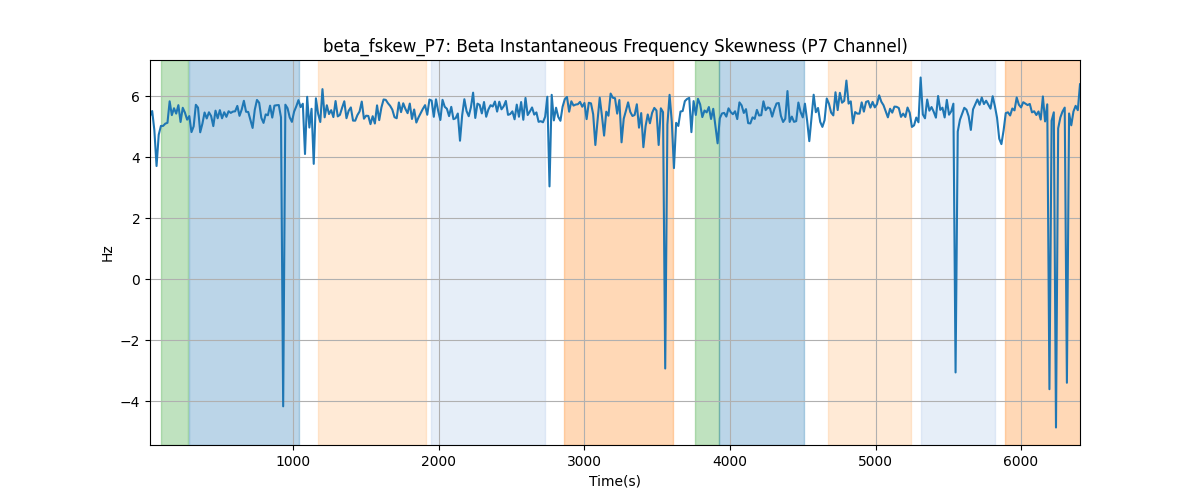 beta_fskew_P7: Beta Instantaneous Frequency Skewness (P7 Channel)
6
4
2
0
−2
−4
Hz
1000 2000 3000 4000 5000 6000
Time(s)